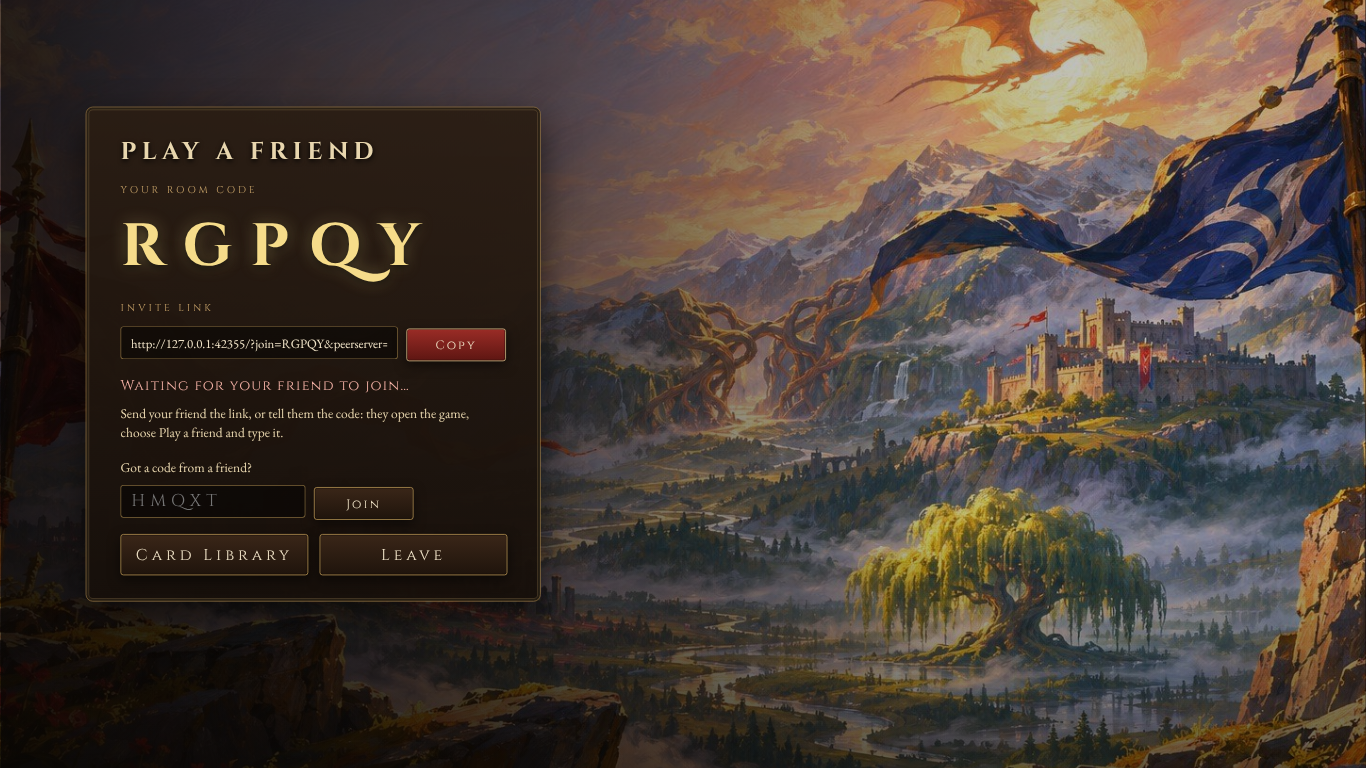 PLAY A FRIEND
YOUR ROOM CODE
RGPQY
INVITE LINK
http://127.0.0.1:42355/?join=RGPQY&peerserver=
Copy
Waiting for your friend to join…
Send your friend the link, or tell them the code: they open the game,
choose Play a friend and type it.
Got a code from a friend?
HMQXT
Join
Card Library
Leave